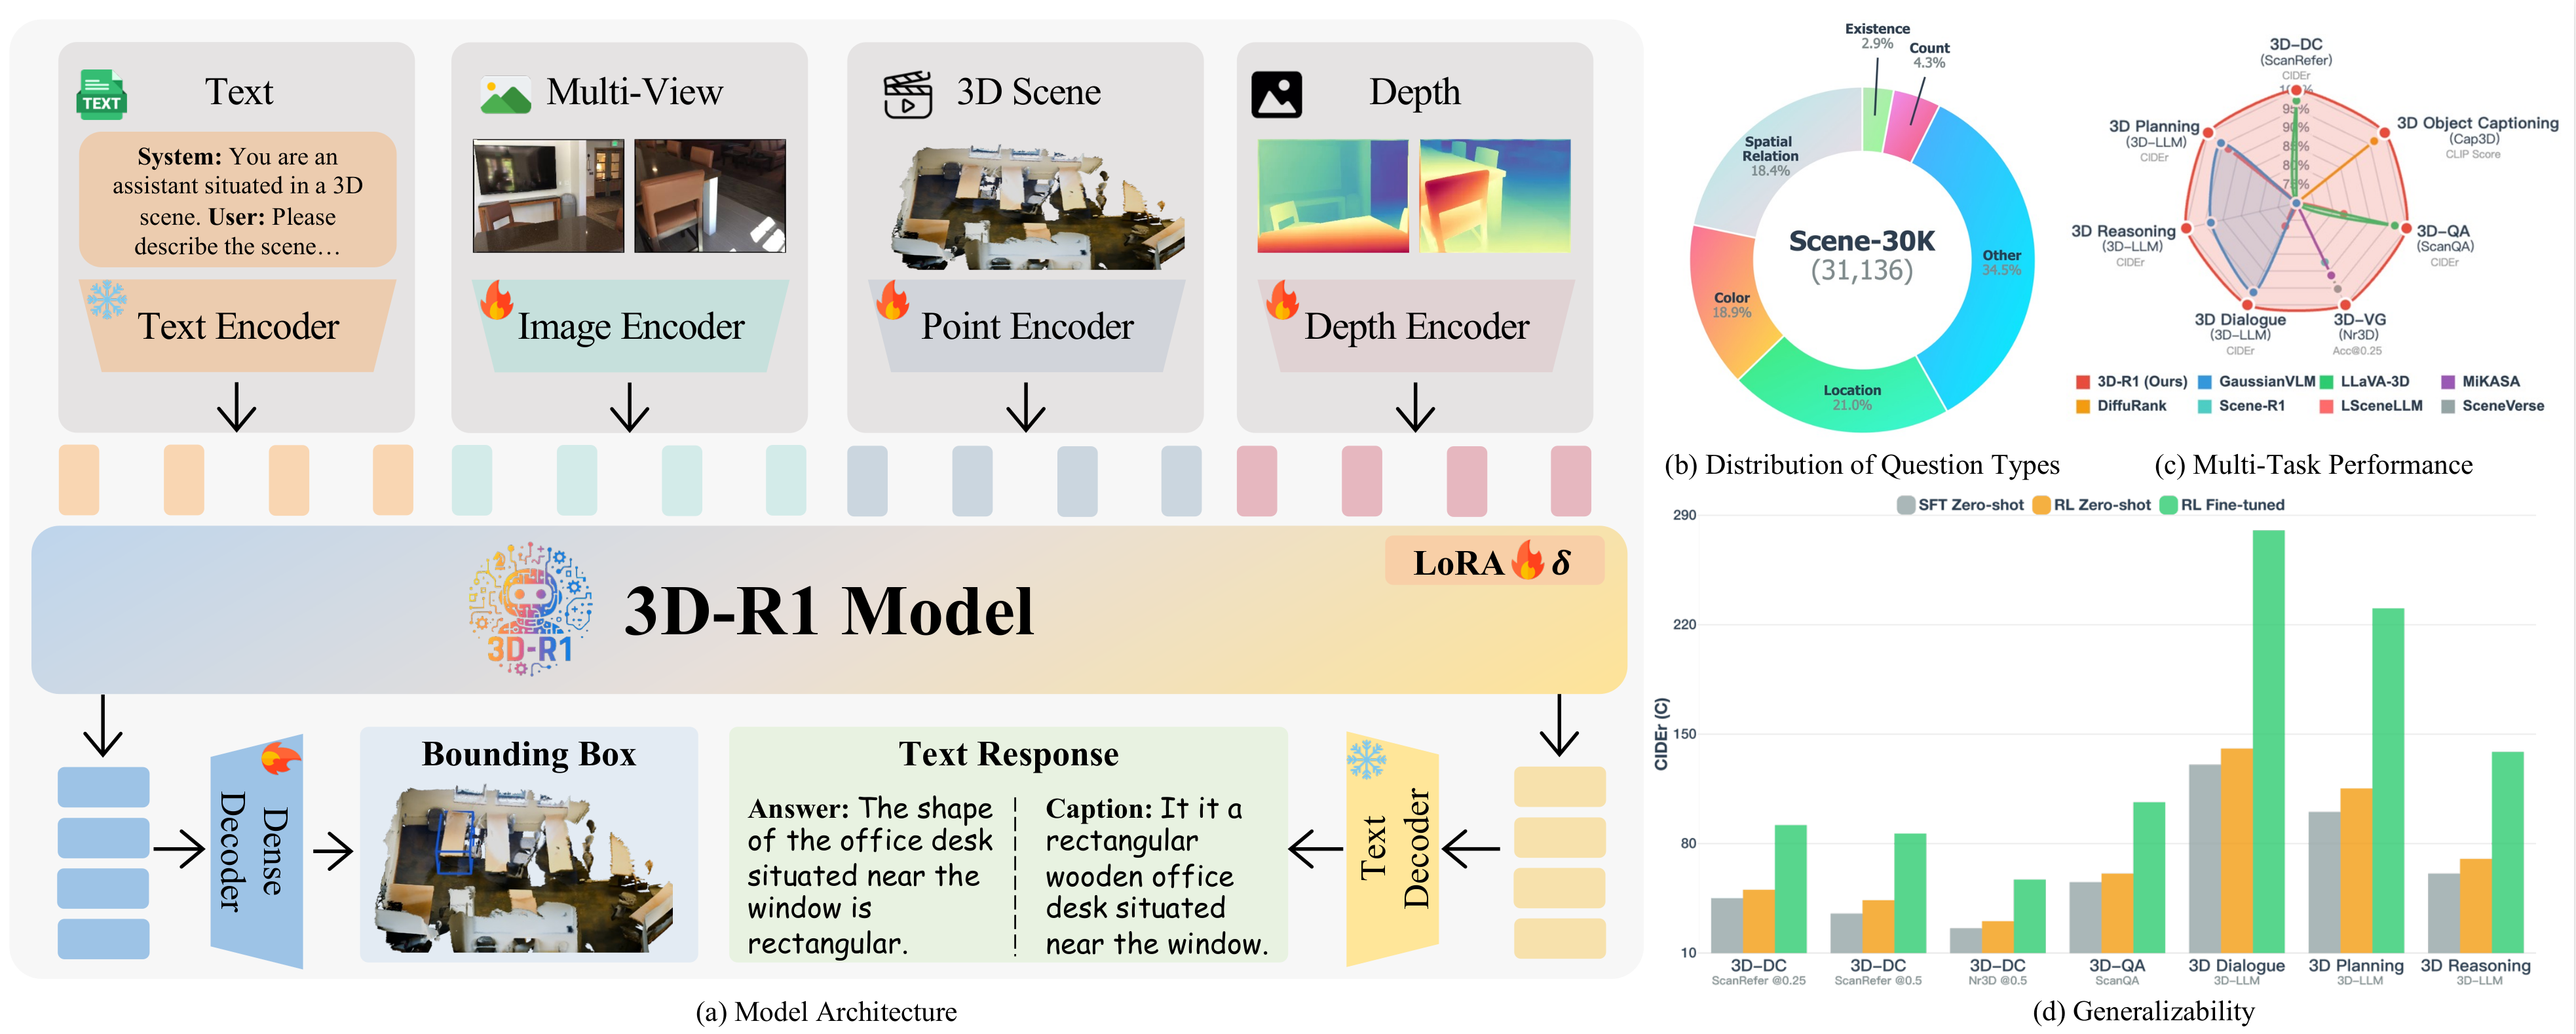 Text
TEXT
System: You are an
assistant situated in a 3D
scene. User: Please
describe the scene…
Text Encoder
Multi-View
Image Encoder
3D Scene
Point Encoder
Depth
Depth Encoder
LoRA δ
3D-R1
3D-R1 Model
Dense
Decoder
Bounding Box
Text Response
Answer: The shape
of the office desk
situated near the
window is
rectangular.
Caption: It it a
rectangular
wooden office
desk situated
near the window.
Text
Decoder
(a) Model Architecture
Existence
2.9%
Count
4.3%
Spatial
Relation
18.4%
Other
34.5%
Color
18.9%
Location
21.0%
Scene-30K
(31,136)
(b) Distribution of Question Types
3D-DC
(ScanRefer)
CIDEr
95%
90%
85%
80%
75%
3D Object Captioning
(Cap3D)
CLIP Score
3D Planning
(3D-LLM)
CIDEr
3D Reasoning
(3D-LLM)
CIDEr
3D-QA
(ScanQA)
CIDEr
3D Dialogue
(3D-LLM)
CIDEr
3D-VG
(Nr3D)
Acc@0.25
3D-R1 (Ours)
GaussianVLM
LLaVA-3D
MiKASA
DiffuRank
Scene-R1
LSceneLLM
SceneVerse
(c) Multi-Task Performance
SFT Zero-shot
RL Zero-shot
RL Fine-tuned
CIDEr (C)
290
220
150
80
10
3D-DC
ScanRefer @0.25
3D-DC
ScanRefer @0.5
3D-DC
Nr3D @0.5
3D-QA
ScanQA
3D Dialogue
3D-LLM
3D Planning
3D-LLM
3D Reasoning
3D-LLM
(d) Generalizability